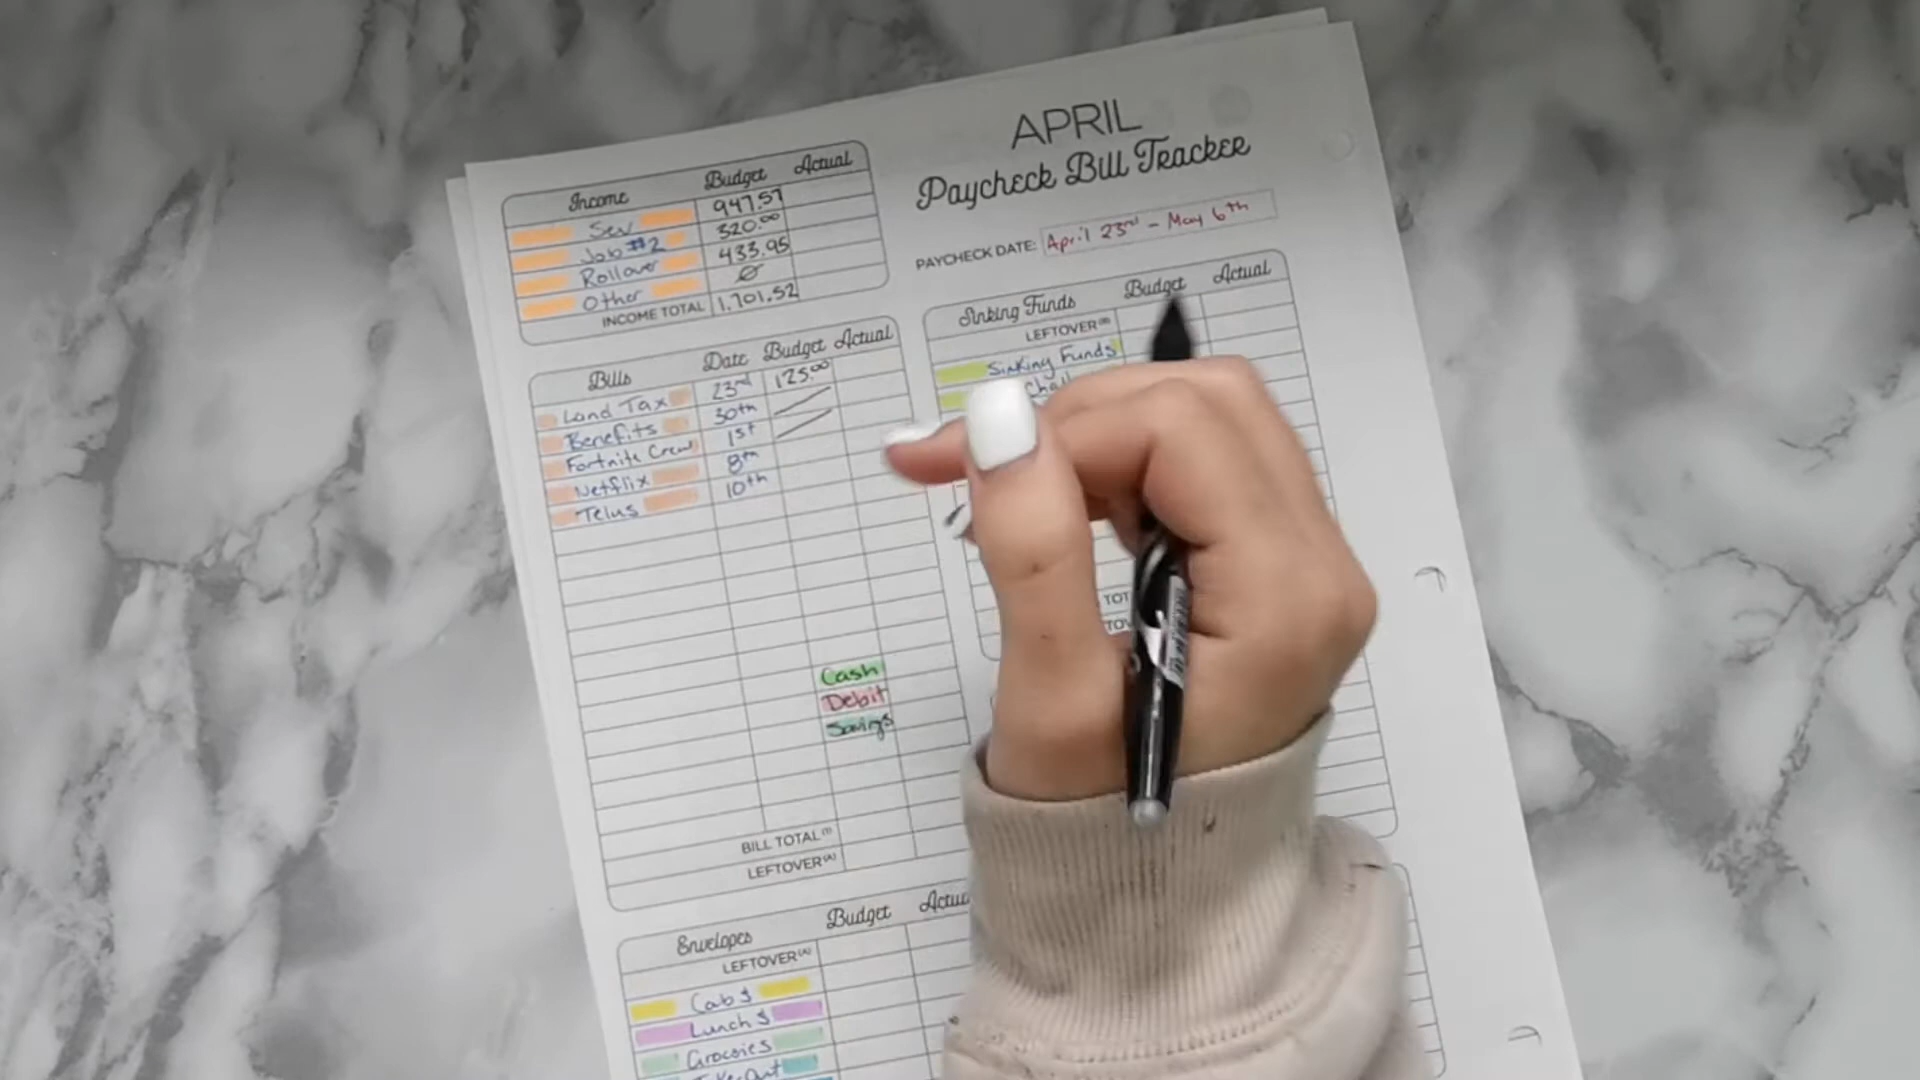 APRIL
Paycheck Bill Tracker
PAYCHECK DATE: April 23rd - May 6th
Income Budget Actual
Sew 947.57
Job #2 320.00
Rollover 433.95
Other Ø
INCOME TOTAL 1,701.52
Bills Date Budget Actual
Land Tax 23rd 125.00
Benefits 30th
Fortnite Crew 1st
Netflix 8th
Telus 10th
Cash
Debit
Savings
BILL TOTAL
LEFTOVER
Sinking Funds Budget Actual
LEFTOVER
Sinking Funds
Envelopes Budget
LEFTOVER
Cab $
Lunch $
Grocsies